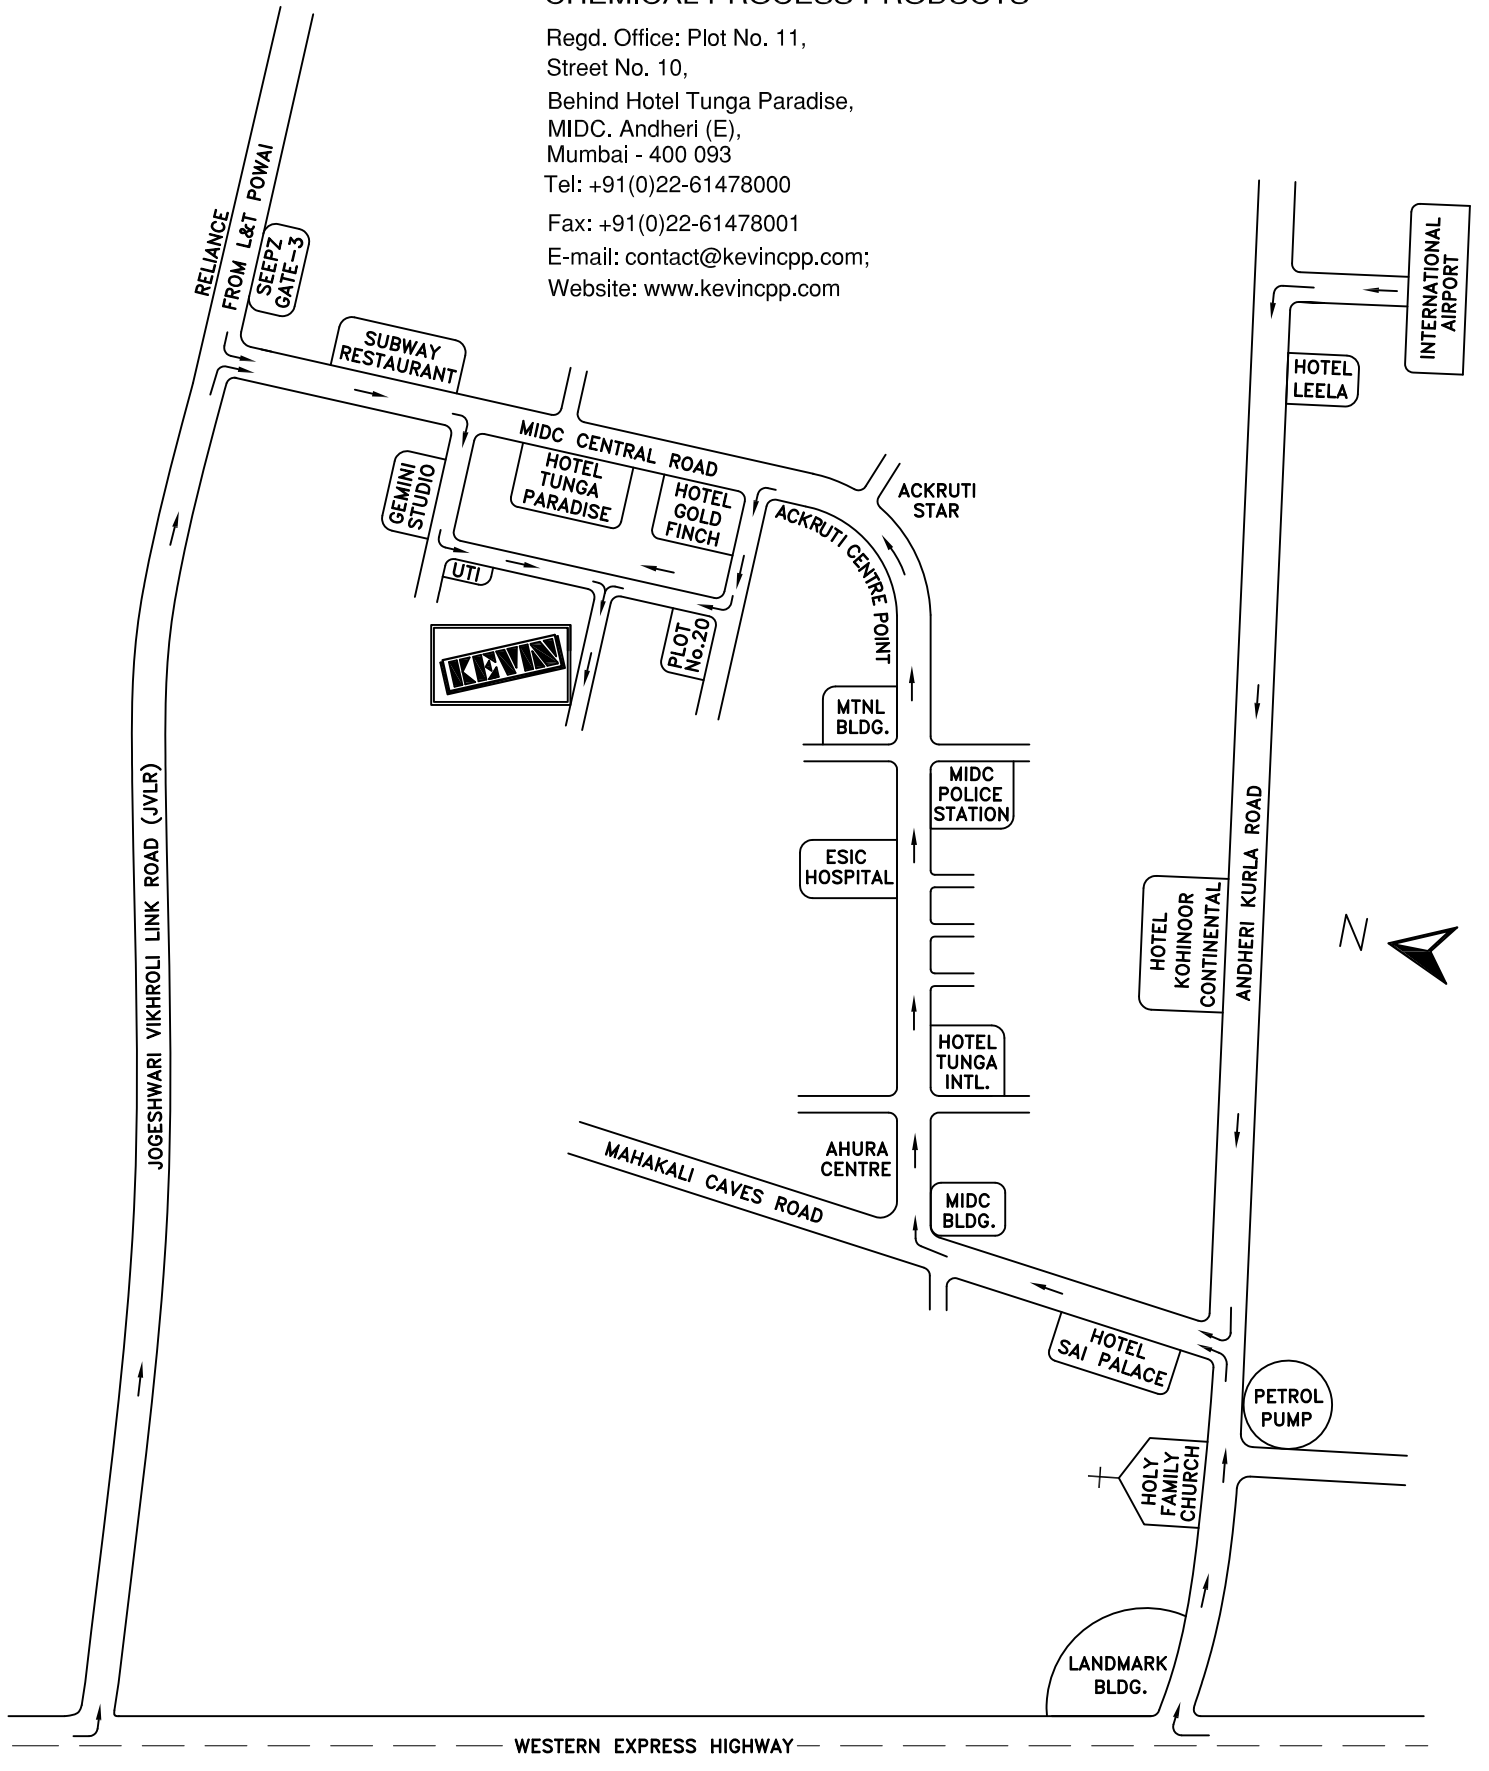 CHEMICAL PROCESS PRODUCTS
Regd. Office: Plot No. 11,
Street No. 10,
Behind Hotel Tunga Paradise,
MIDC. Andheri (E),
Mumbai - 400 093
Tel: +91(0)22-61478000
Fax: +91(0)22-61478001
E-mail: contact@kevincpp.com;
Website: www.kevincpp.com
RELIANCE
FROM L&T POWAI
SEEPZ
GATE-3
SUBWAY
RESTAURANT
INTERNATIONAL
AIRPORT
HOTEL
LEELA
MIDC CENTRAL ROAD
GEMINI
STUDIO
HOTEL
TUNGA
PARADISE
HOTEL
GOLD
FINCH
ACKRUTI
STAR
ACKRUTI CENTRE POINT
UTI
KEVIN
PLOT
No.20
MTNL
BLDG.
MIDC
POLICE
STATION
ESIC
HOSPITAL
JOGESHWARI VIKHROLI LINK ROAD (JVLR)
ANDHERI KURLA ROAD
HOTEL
KOHINOOR
CONTINENTAL
N
HOTEL
TUNGA
INTL.
AHURA
CENTRE
MAHAKALI CAVES ROAD
MIDC
BLDG.
HOTEL
SAI PALACE
PETROL
PUMP
HOLY
FAMILY
CHURCH
LANDMARK
BLDG.
WESTERN EXPRESS HIGHWAY